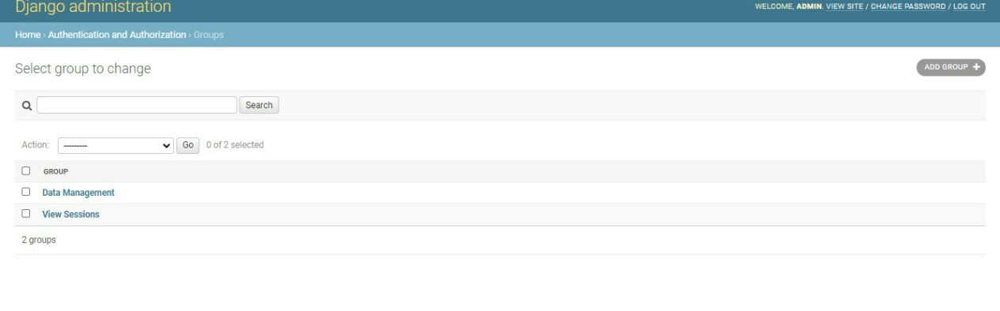 Django administration
WELCOME, ADMIN. VIEW SITE / CHANGE PASSWORD / LOG OUT
Home › Authentication and Authorization › Groups
Select group to change
ADD GROUP +
Search
Action: --------- Go 0 of 2 selected
GROUP
Data Management
View Sessions
2 groups